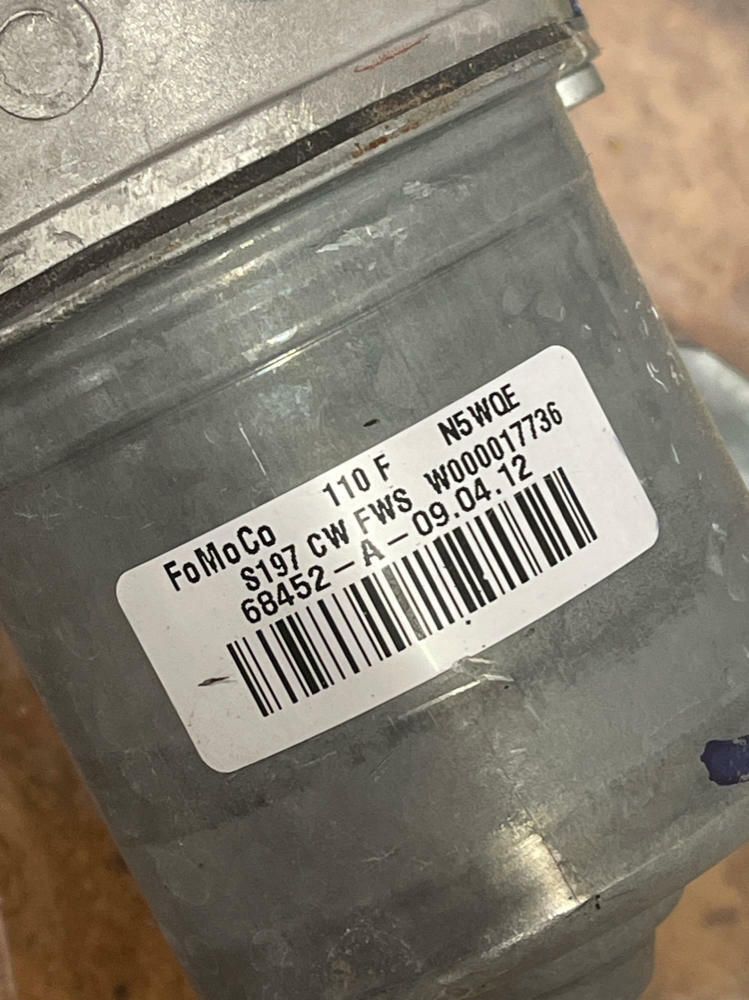 FoMoCo 110 F N5WQE
S197 CW FWS W000017736
68452-A-09.04.12